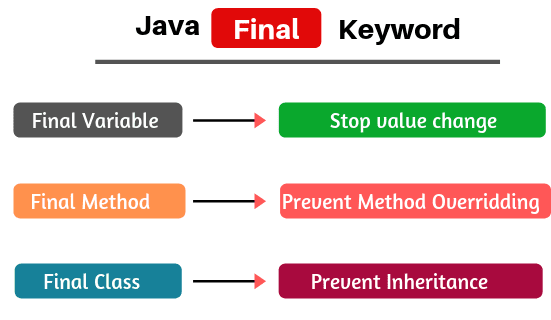 Java Final Keyword
Final Variable Stop value change
Final Method Prevent Method Overridding
Final Class Prevent Inheritance